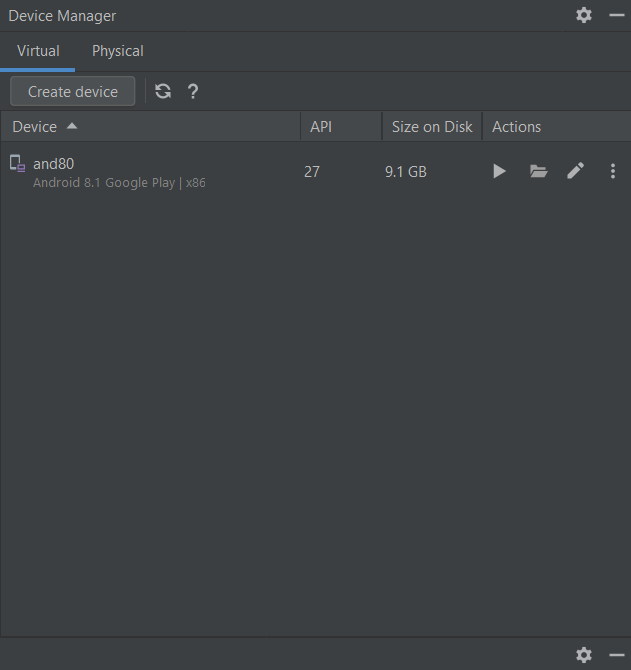 Device Manager
Virtual Physical
Create device ?
Device API Size on Disk Actions
and80 27 9.1 GB
Android 8.1 Google Play | x86